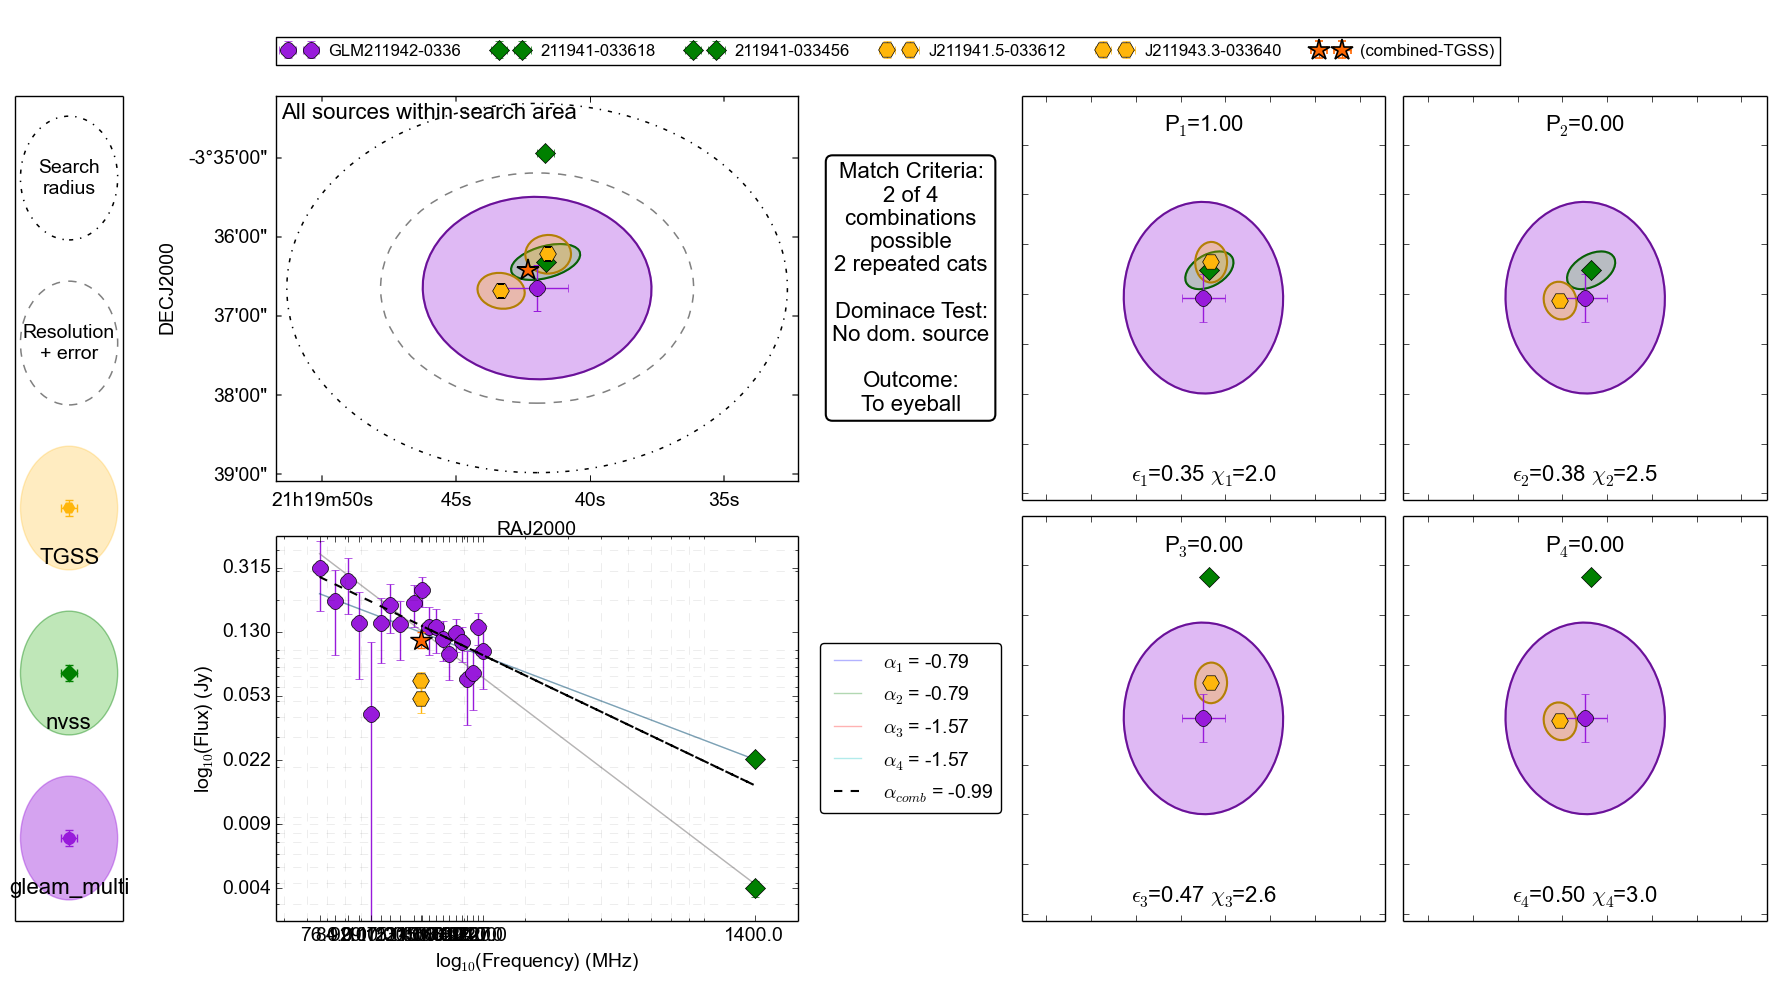 GLM211942-0336 211941-033618 211941-033456 J211941.5-033612 J211943.3-033640 (combined-TGSS)
Search
radius
Resolution
+ error
TGSS
nvss
gleam_multi
All sources within search area
DECJ2000
-3°35'00"
36'00"
37'00"
38'00"
39'00"
21h19m50s 45s 40s 35s
RAJ2000
Match Criteria:
2 of 4
combinations
possible
2 repeated cats
Dominace Test:
No dom. source
Outcome:
To eyeball
P1=1.00
ϵ1=0.35 χ1=2.0
P2=0.00
ϵ2=0.38 χ2=2.5
P3=0.00
ϵ3=0.47 χ3=2.6
P4=0.00
ϵ4=0.50 χ4=3.0
log10(Flux) (Jy)
0.315
0.130
0.053
0.022
0.009
0.004
1400.0
log10(Frequency) (MHz)
α1 = -0.79
α2 = -0.79
α3 = -1.57
α4 = -1.57
αcomb = -0.99